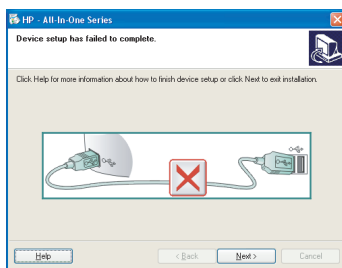 HP - All-In-One Series
Device setup has failed to complete.
Click Help for more information about how to finish device setup or click Next to exit installation.
Help
< Back
Next >
Cancel